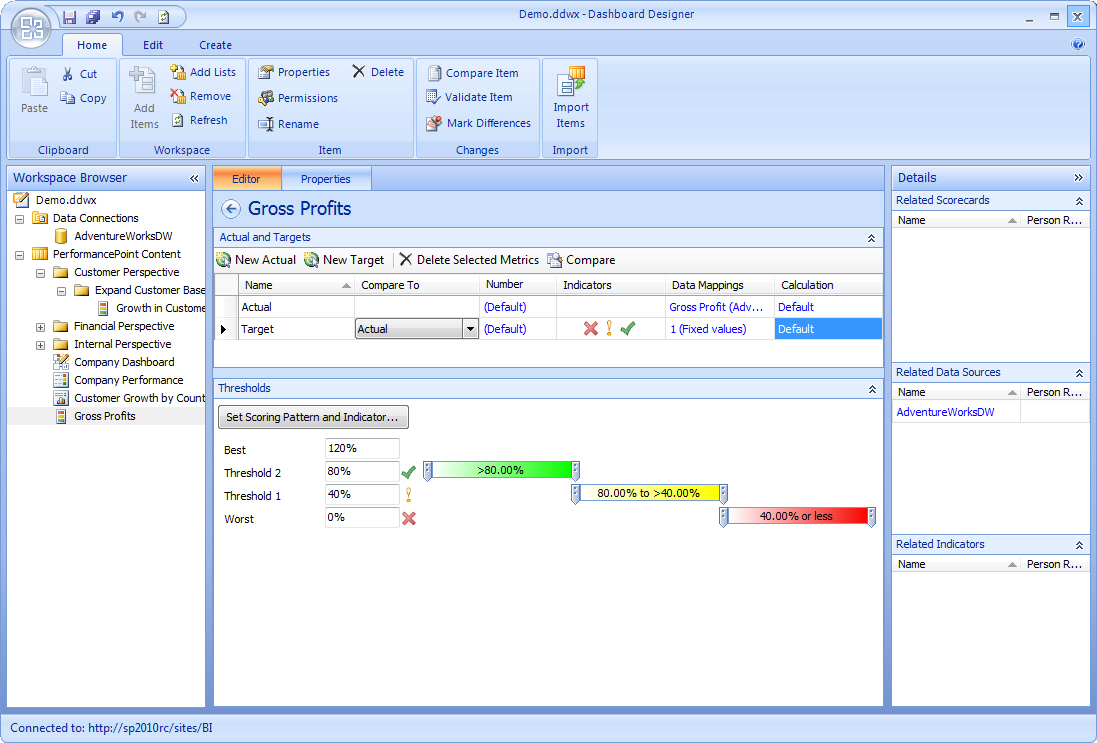 Demo.ddwx - Dashboard Designer
Home Edit Create
Paste Cut Copy
Clipboard
Add Items Add Lists Remove Refresh
Workspace
Properties Delete
Permissions
Rename
Item
Compare Item
Validate Item
Mark Differences
Changes
Import Items
Import
Workspace Browser
Demo.ddwx
Data Connections
AdventureWorksDW
PerformancePoint Content
Customer Perspective
Expand Customer Base
Growth in Custome
Financial Perspective
Internal Perspective
Company Dashboard
Company Performance
Customer Growth by Count
Gross Profits
Editor Properties
Gross Profits
Actual and Targets
New Actual New Target Delete Selected Metrics Compare
Name Compare To Number Indicators Data Mappings Calculation
Actual (Default) Gross Profit (Adv... Default
Target Actual (Default) 1 (Fixed values) Default
Thresholds
Set Scoring Pattern and Indicator...
Best 120%
Threshold 2 80% >80.00%
Threshold 1 40% 80.00% to >40.00%
Worst 0% 40.00% or less
Details
Related Scorecards
Name Person R...
Related Data Sources
Name Person R...
AdventureWorksDW
Related Indicators
Name Person R...
Connected to: http://sp2010rc/sites/BI